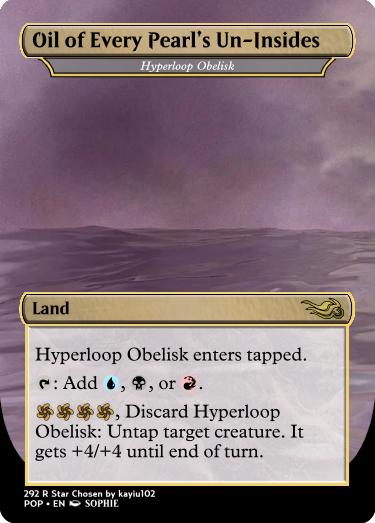 Oil of Every Pearl's Un-Insides
Hyperloop Obelisk
Land
Hyperloop Obelisk enters tapped.
: Add , , or .
, Discard Hyperloop
Obelisk: Untap target creature. It
gets +4/+4 until end of turn.
292 R Star Chosen by kayiu102
POP • EN SOPHIE